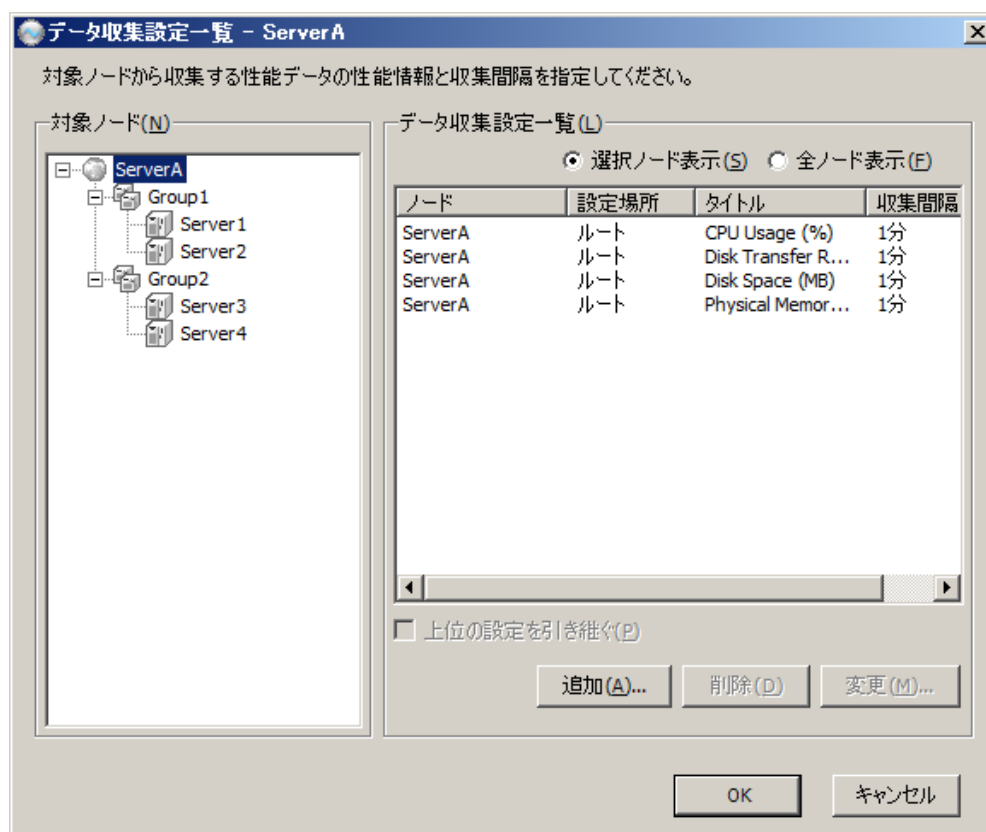 データ収集設定一覧 - ServerA
対象ノードから収集する性能データの性能情報と収集間隔を指定してください。
対象ノード(N)
ServerA
Group1
Server1
Server2
Group2
Server3
Server4
データ収集設定一覧(L)
選択ノード表示(S) 全ノード表示(F)
ノード 設定場所 タイトル 収集間隔
ServerA ルート CPU Usage (%) 1分
ServerA ルート Disk Transfer R... 1分
ServerA ルート Disk Space (MB) 1分
ServerA ルート Physical Memor... 1分
上位の設定を引き継ぐ(P)
追加(A)... 削除(D) 変更(M)...
OK キャンセル